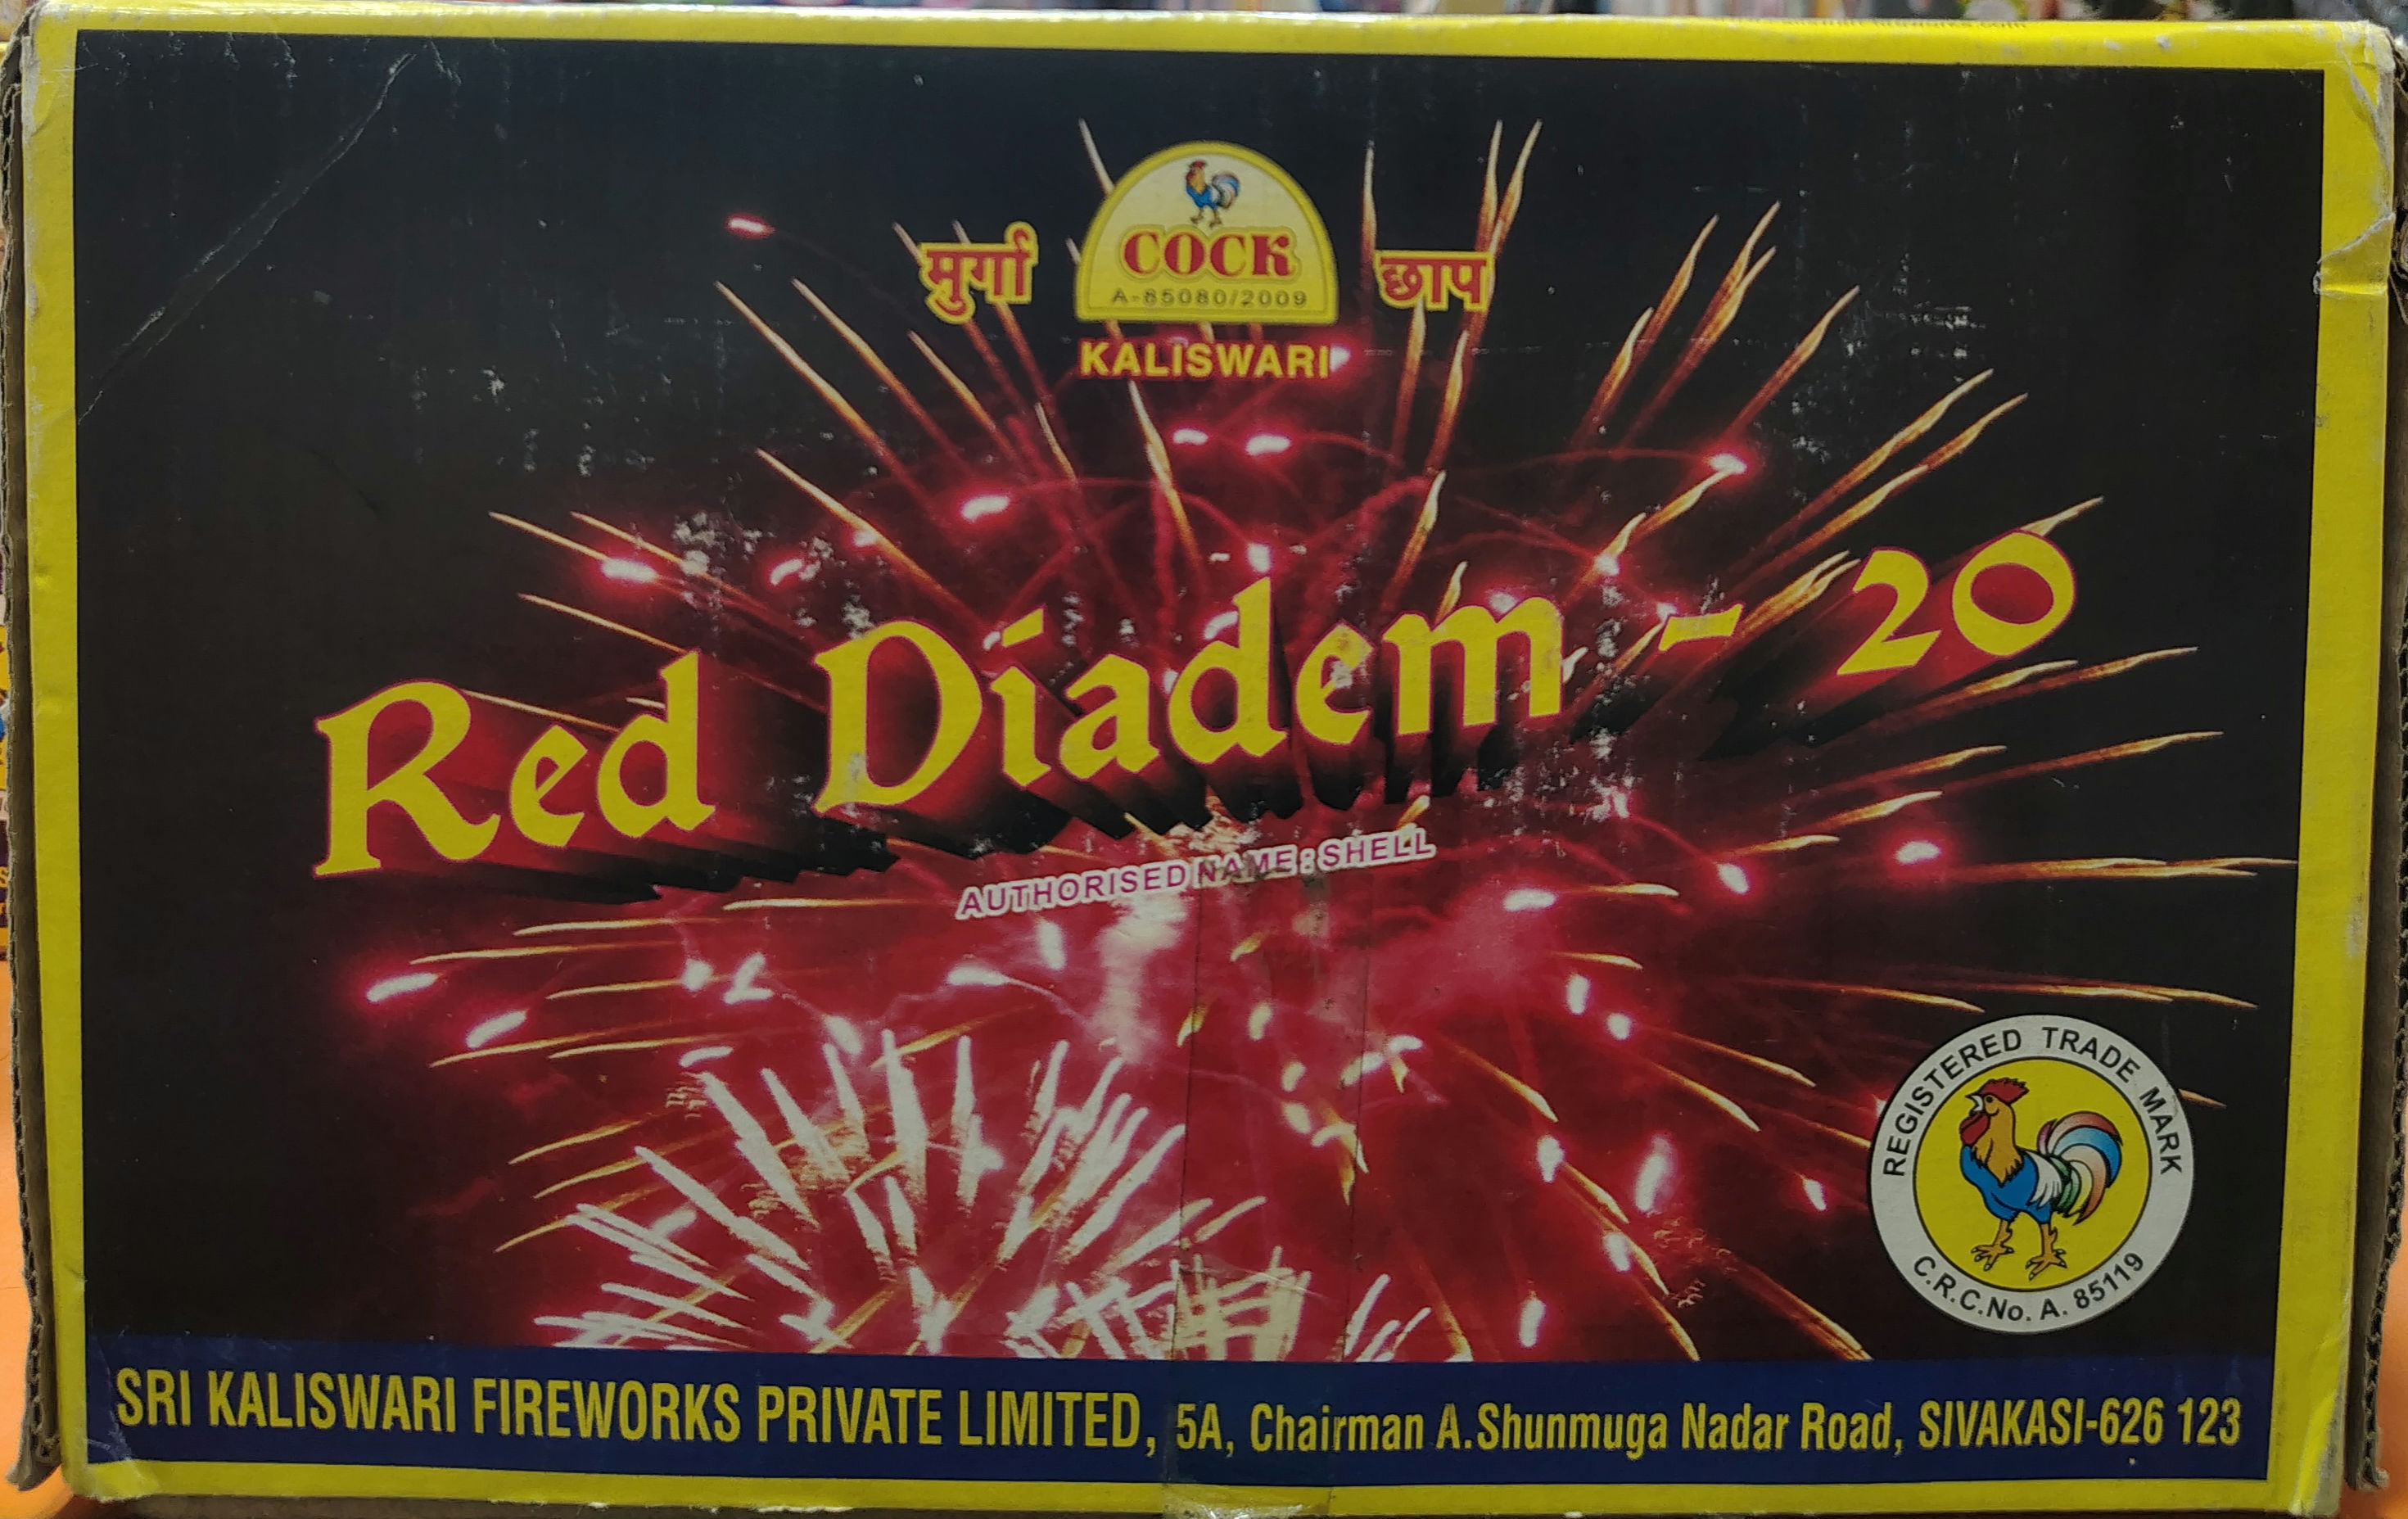 मुर्गा
COCK
छाप
A-85080/2009
KALISWARI
Red Diadem - 20
AUTHORISED NAME : SHELL
REGISTERED TRADE MARK
C.R.C.No. A. 85119
SRI KALISWARI FIREWORKS PRIVATE LIMITED, 5A, Chairman A.Shunmuga Nadar Road, SIVAKASI-626 123